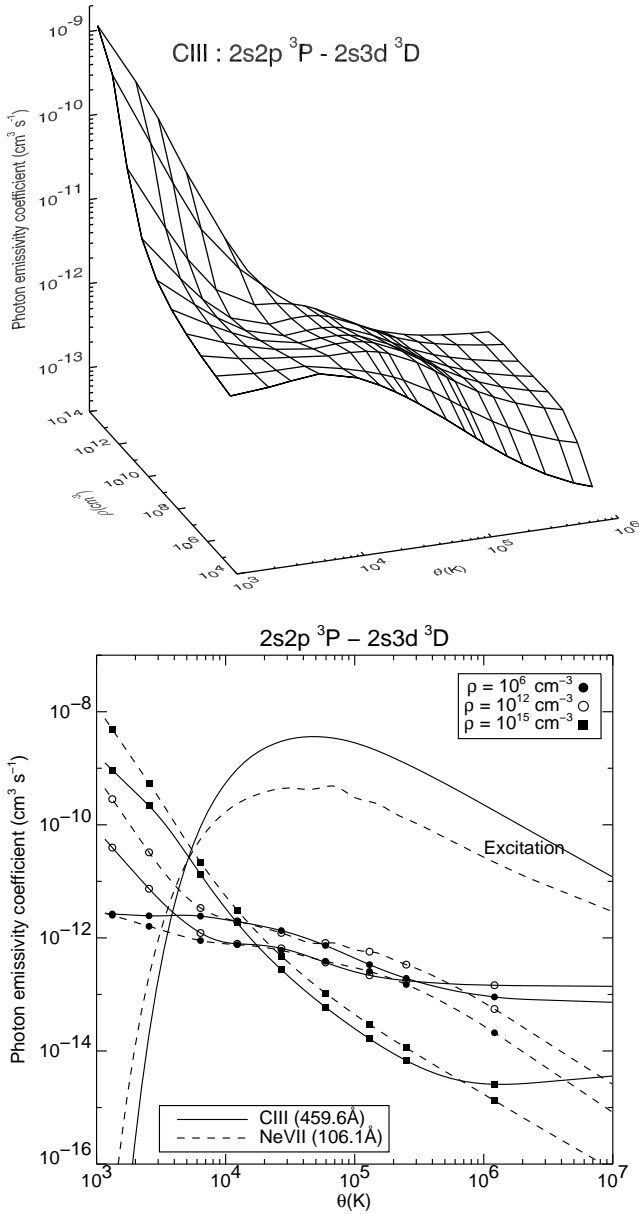 CIII : 2s2p ³P - 2s3d ³D
Photon emissivity coefficient (cm³ s⁻¹)
10⁻⁹
10⁻¹⁰
10⁻¹¹
10⁻¹²
10⁻¹³
10¹⁴
10¹²
10¹⁰
10⁸
10⁶
10⁴
ρ(cm⁻³)
10³
10⁴
10⁵
10⁶
θ(K)
2s2p ³P – 2s3d ³D
Photon emissivity coefficient (cm³ s⁻¹)
10⁻⁸
10⁻¹⁰
10⁻¹²
10⁻¹⁴
10⁻¹⁶
ρ = 10⁶ cm⁻³
ρ = 10¹² cm⁻³
ρ = 10¹⁵ cm⁻³
Excitation
CIII (459.6Å)
NeVII (106.1Å)
10³
10⁴
10⁵
10⁶
10⁷
θ(K)